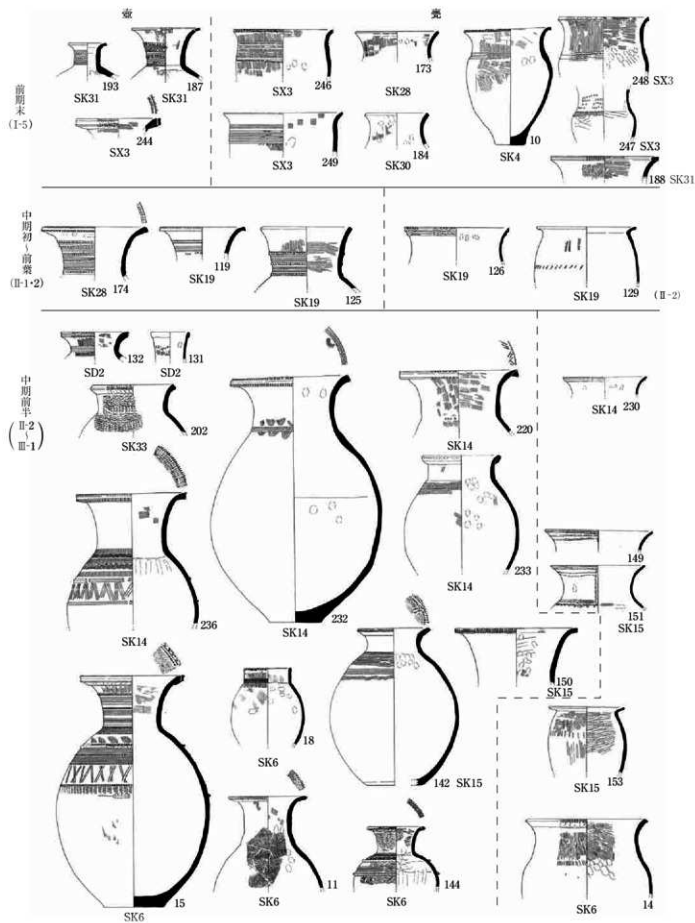 壺
甕
前期末
(I-5)
193
SK31
187
SK31
244
SX3
246
SX3
173
SK28
249
SX3
184
SK30
10
SK4
248 SX3
247 SX3
188 SK31
中期初～前葉
(II-1・2)
174
SK28
119
SK19
125
SK19
126
SK19
129
SK19
(II-2)
中期前半
(II-2
～
III-1)
132
SD2
131
SD2
202
SK33
236
SK14
232
SK14
220
SK14
233
SK14
230
SK14
149
151
SK15
150
SK15
142 SK15
18
SK6
15
SK6
11
SK6
144
SK6
153
SK15
14
SK6